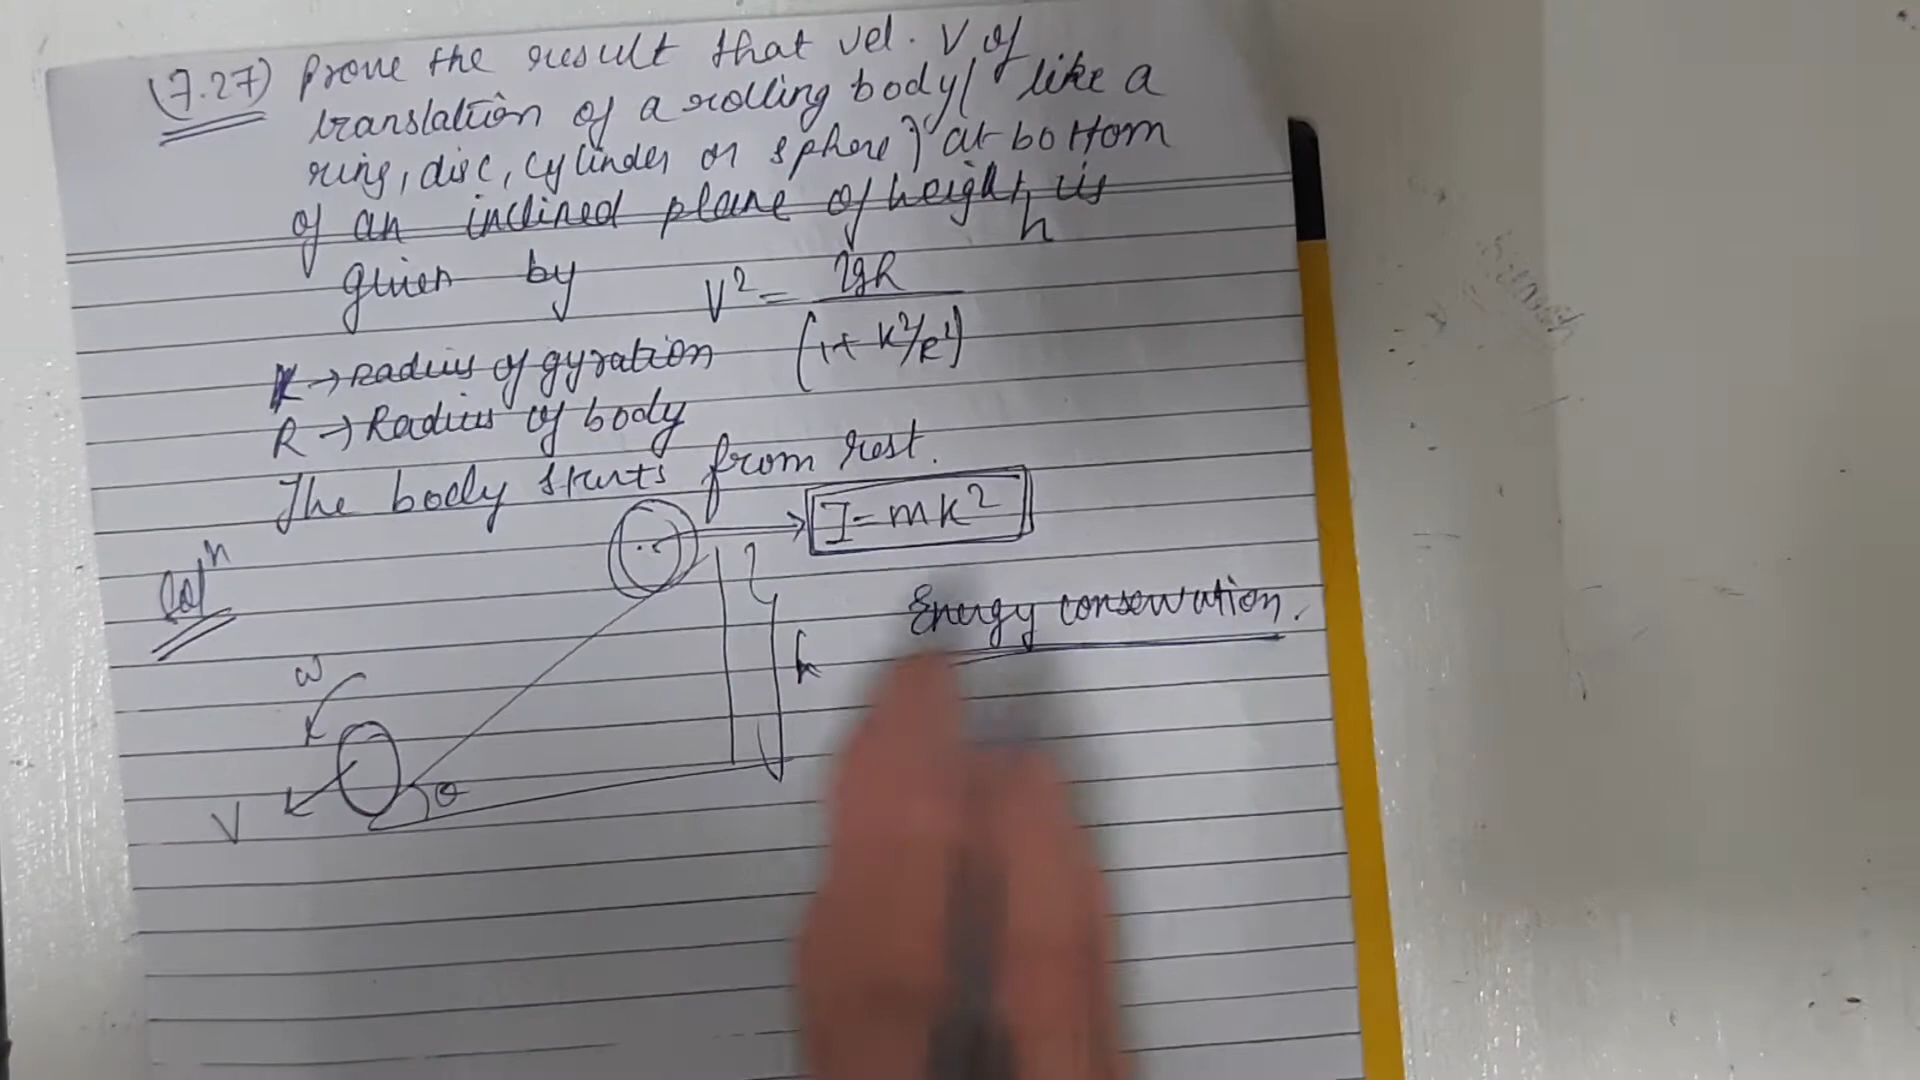 (7.27) Prove the result that vel. V of
translation of a rolling body ( like a
ring, disc, cylinder or sphere) at bottom
of an inclined plane of height h is
given by V² = 2gh / (1+ k²/R²)
k → radius of gyration
R → Radius of body
The body starts from rest.
I = mk²
Solⁿ
Energy conservation.
h
ω
V
θ